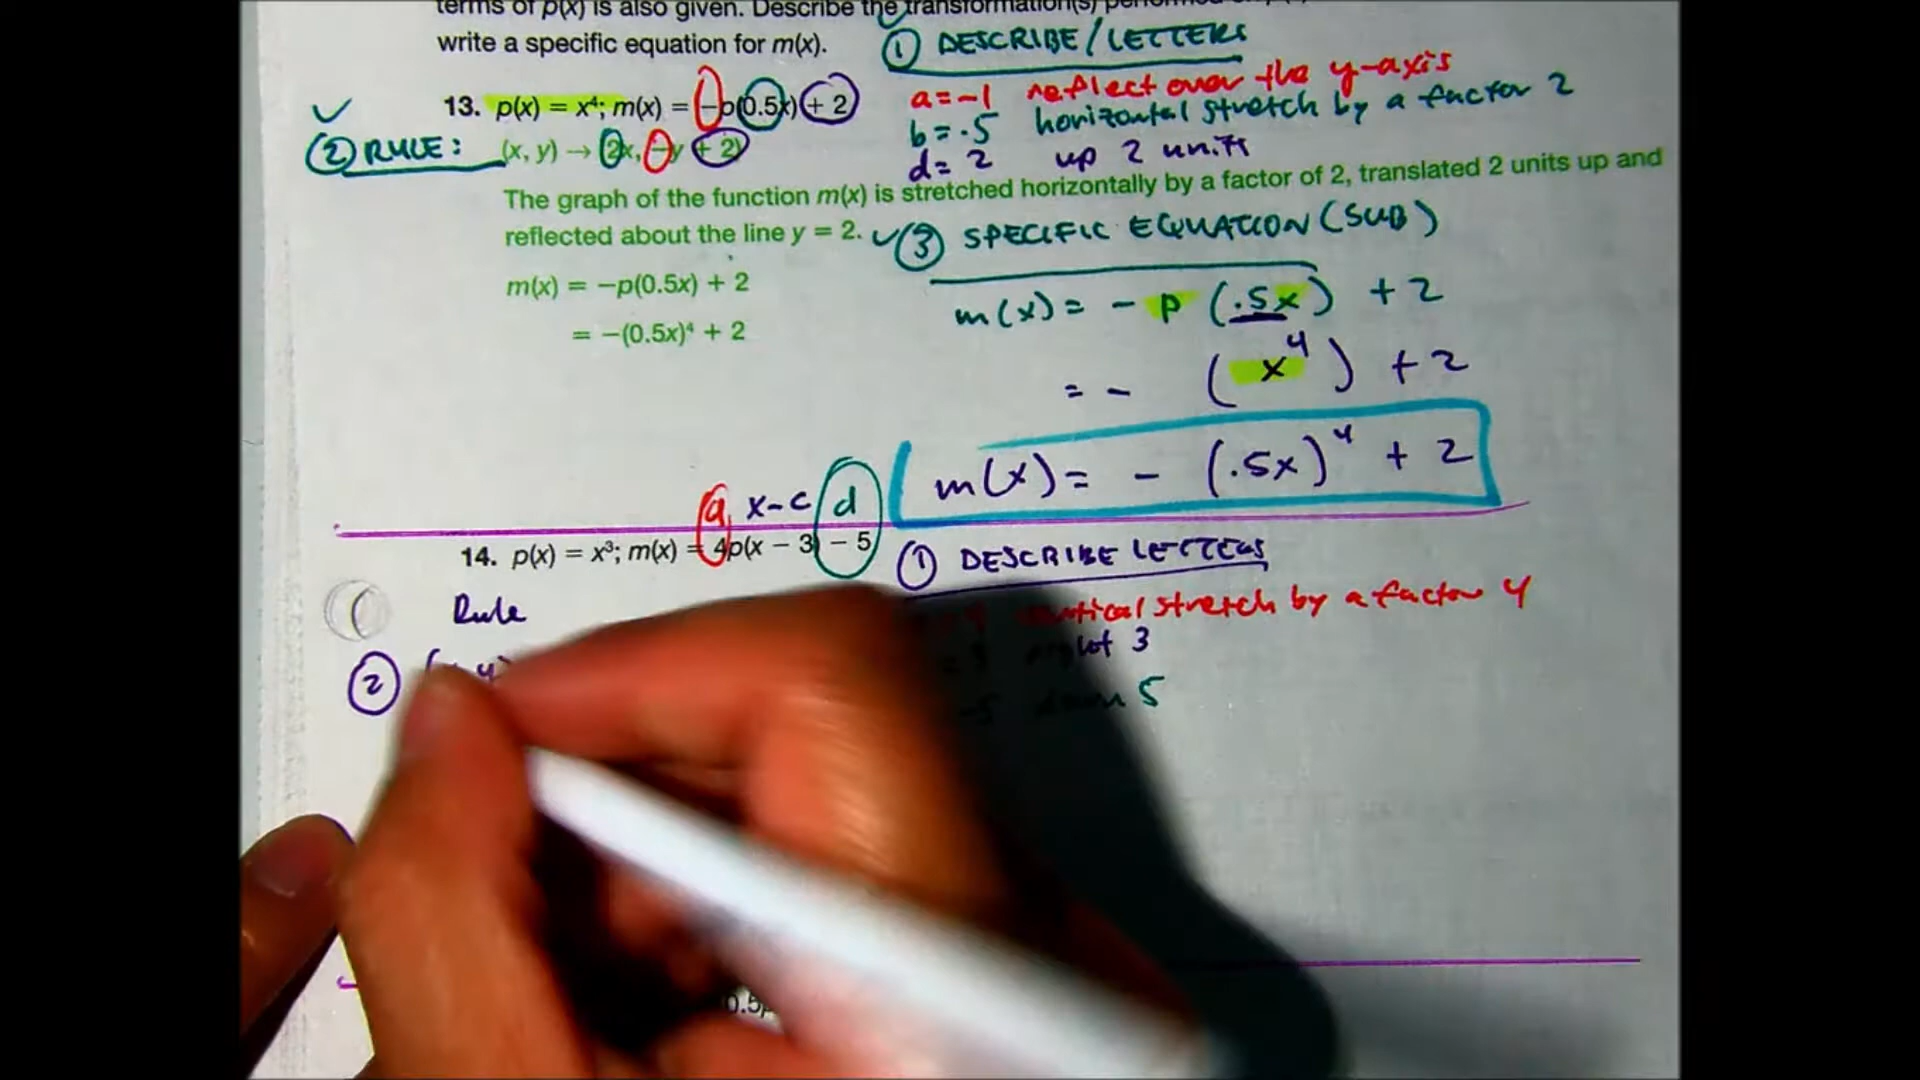 terms of p(x) is also given. Describe the transformation(s)
write a specific equation for m(x).
① DESCRIBE/LETTERS
13. p(x) = x⁴; m(x) = −p(0.5x) + 2
a=-1 reflect over the y-axis
b=.5 horizontal stretch by a factor 2
d=2 up 2 units
② RULE: (x, y) → (2x, −y + 2)
The graph of the function m(x) is stretched horizontally by a factor of 2, translated 2 units up and
reflected about the line y = 2.
③ SPECIFIC EQUATION (SUB)
m(x) = −p(0.5x) + 2
= −(0.5x)⁴ + 2
m(x) = - p (.5x) + 2
= - (x⁴) + 2
m(x) = - (.5x)⁴ + 2
a x-c d
14. p(x) = x³; m(x) = 4p(x − 3) − 5
① DESCRIBE LETTERS
4 vertical stretch by a factor 4
3
-5 down 5
Rule
②